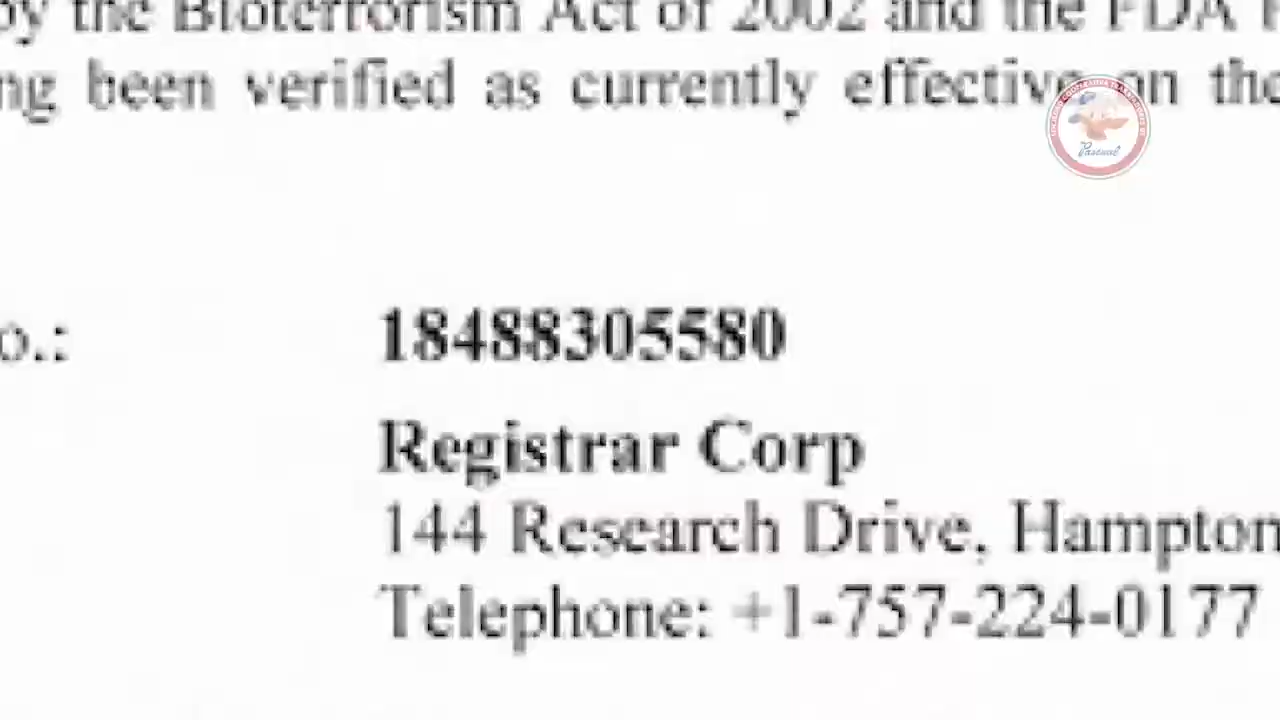 by the Bioterrorism Act of 2002 and the FDA
ng been verified as currently effective on the
o.: 18488305580
Registrar Corp
144 Research Drive, Hampton
Telephone: +1-757-224-0177
Pascual